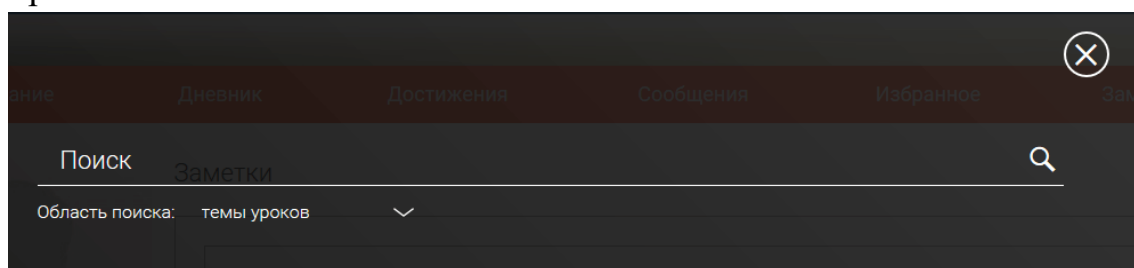 ание Дневник Достижения Сообщения Избранное Зам
Поиск
Заметки
Область поиска: темы уроков